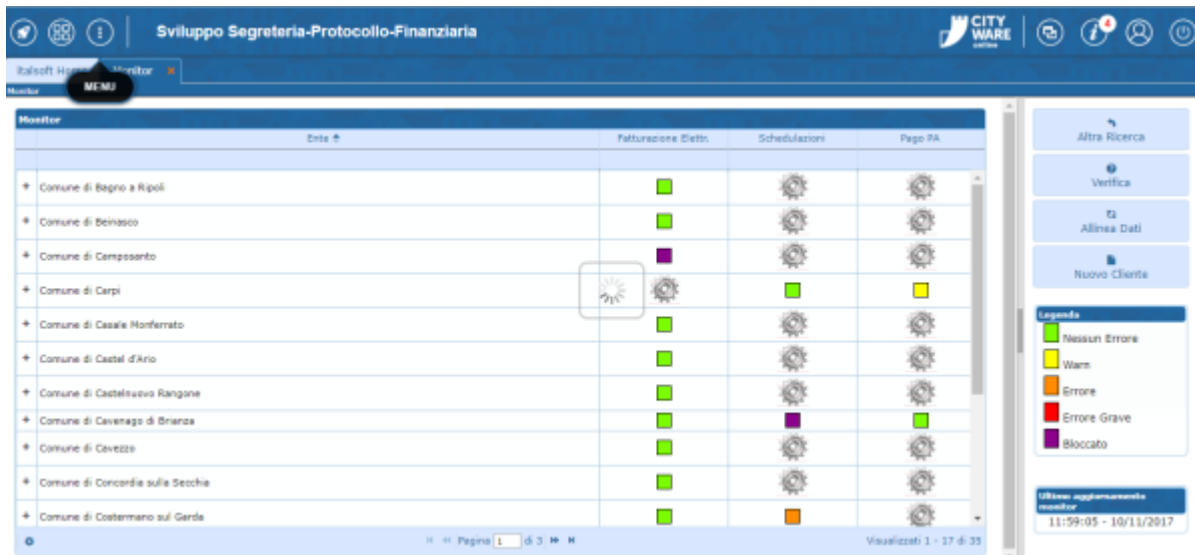 Sviluppo Segreteria-Protocollo-Finanziaria
CITY
WARE
online
4
Italsoft Monitor
MENU
Monitor
Monitor
Ente Fatturazione Elettr. Schedulazioni Pago PA
Comune di Bagno a Ripoli
Comune di Beinasco
Comune di Camposanto
Comune di Carpi
Comune di Casale Monferrato
Comune di Castel d'Ario
Comune di Castelnuovo Rangone
Comune di Cavenago di Brianza
Comune di Cavezzo
Comune di Concordia sulla Secchia
Comune di Costermano sul Garda
Pagina 1 di 3
Visualizzati 1 - 17 di 35
Altra Ricerca
Verifica
Allinea Dati
Nuovo Cliente
Legenda
Nessun Errore
Warn
Errore
Errore Grave
Bloccato
Ultimo aggiornamento
monitor
11:59:05 - 10/11/2017